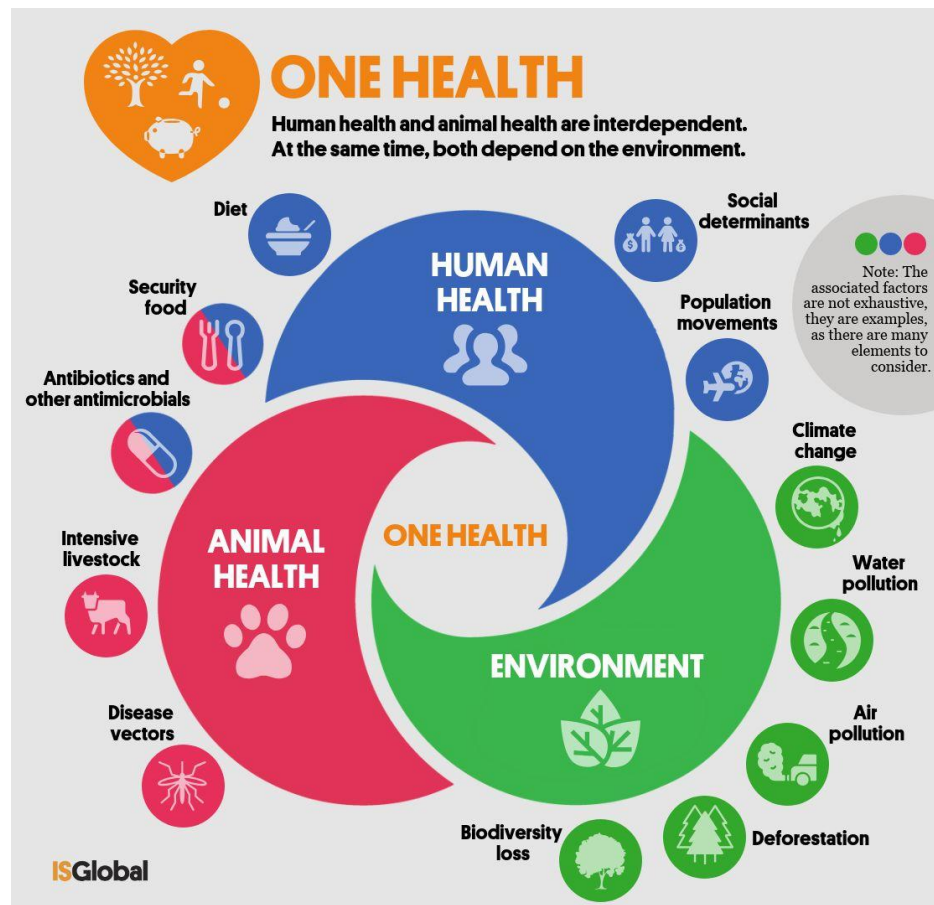 ONE HEALTH
Human health and animal health are interdependent.
At the same time, both depend on the environment.
Diet
Social
determinants
HUMAN
HEALTH
Security
food
Population
movements
Note: The
associated factors
are not exhaustive,
they are examples,
as there are many
elements to
consider.
Antibiotics and
other antimicrobials
Climate
change
ONE HEALTH
Intensive
livestock
ANIMAL
HEALTH
Water
pollution
ENVIRONMENT
Disease
vectors
Air
pollution
Biodiversity
loss
Deforestation
ISGlobal